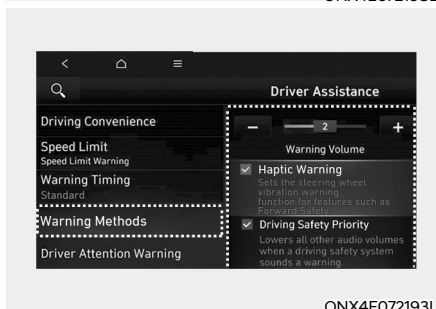 Driver Assistance
Driving Convenience
Speed Limit
Speed Limit Warning
Warning Timing
Standard
Warning Methods
Driver Attention Warning
2
Warning Volume
Haptic Warning
Sets the steering wheel
vibration warning
function for features such as
Forward Safety
Driving Safety Priority
Lowers all other audio volumes
when a driving safety system
sounds a warning.